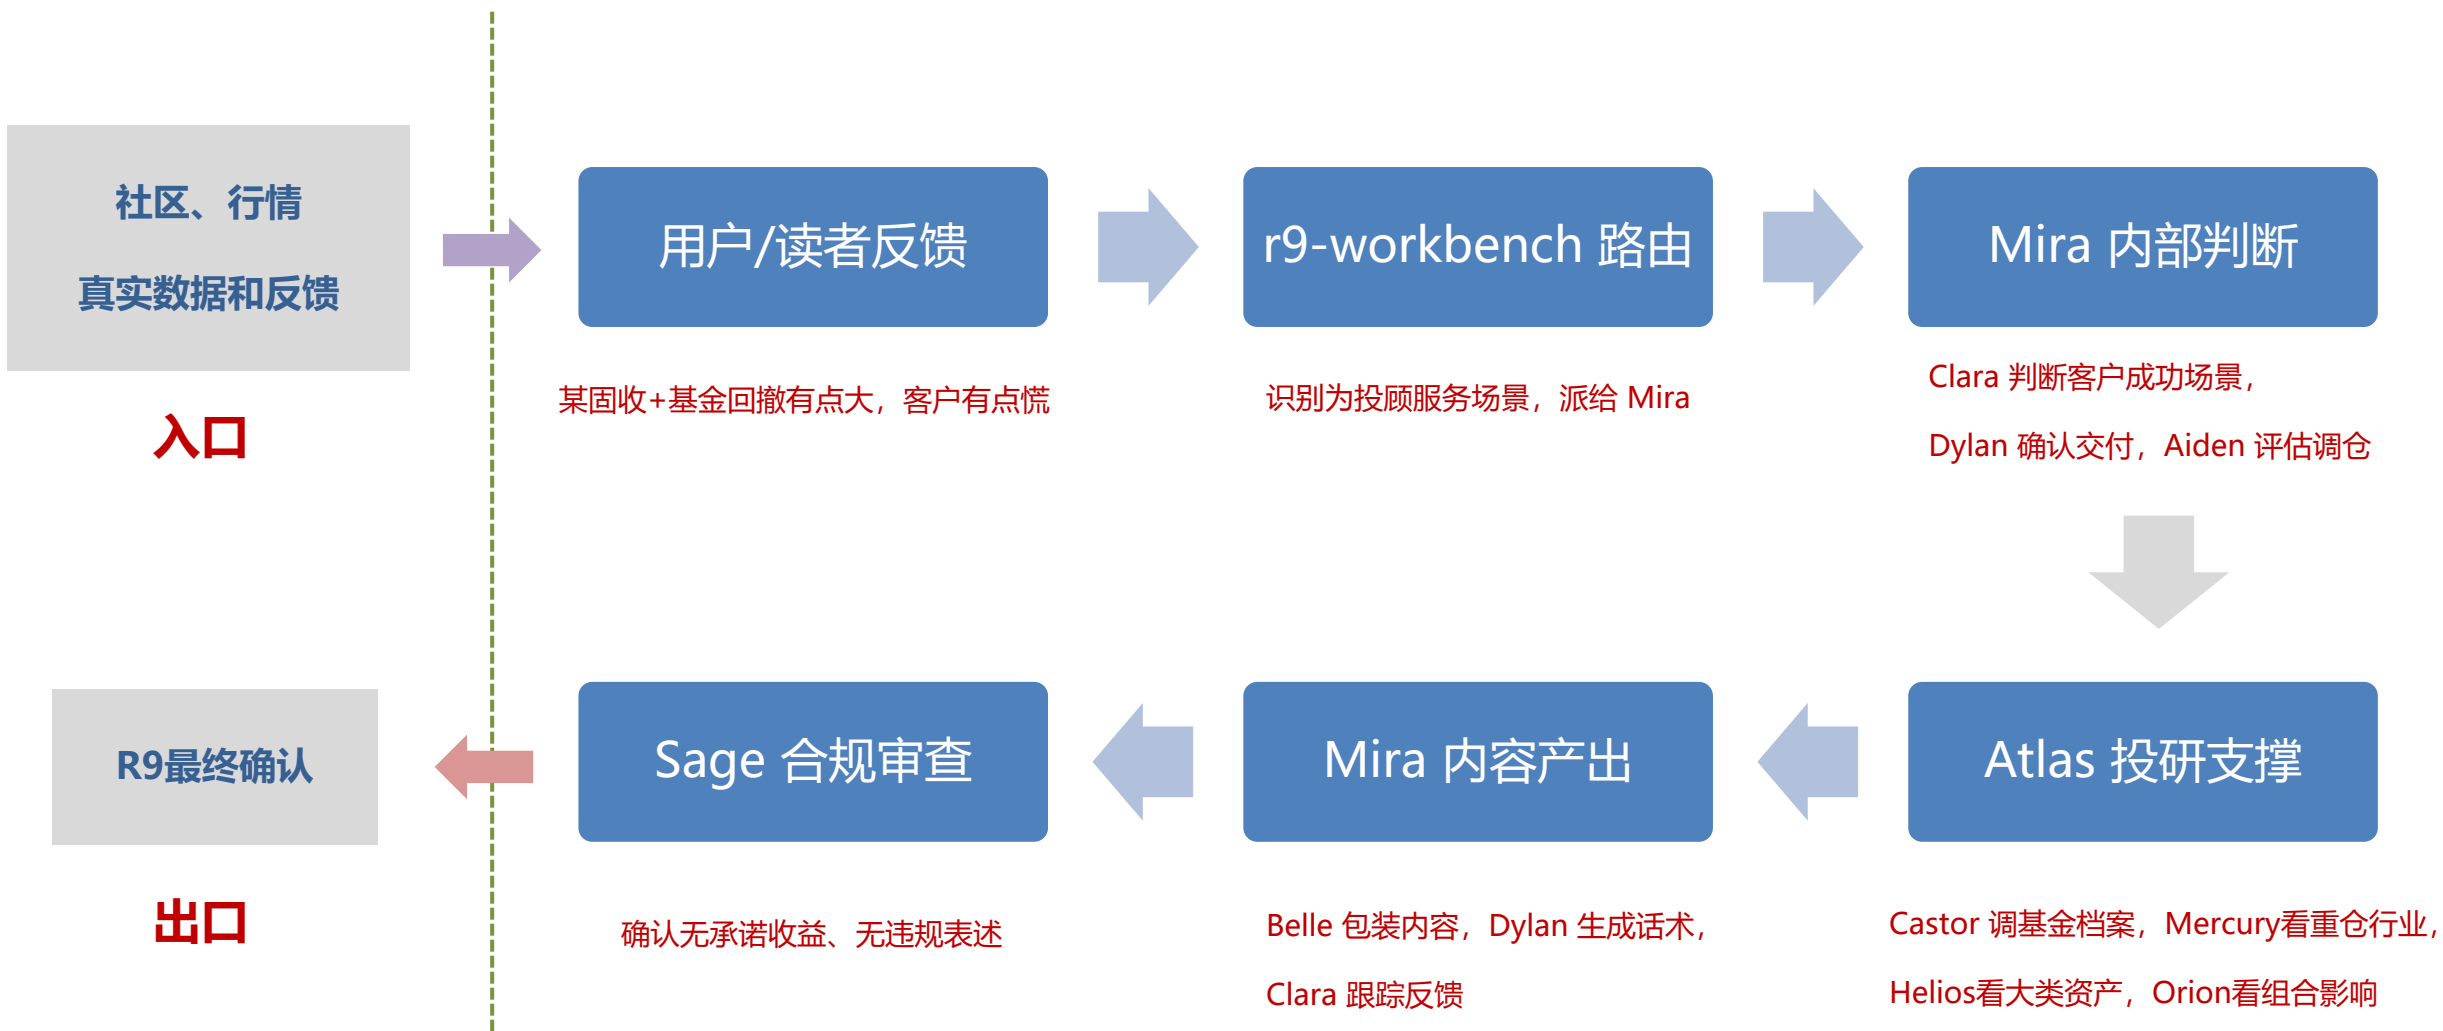 社区、行情
真实数据和反馈
入口
用户/读者反馈
某固收+基金回撤有点大，客户有点慌
r9-workbench 路由
识别为投顾服务场景，派给 Mira
Mira 内部判断
Clara 判断客户成功场景，
Dylan 确认交付，Aiden 评估调仓
Atlas 投研支撑
Castor 调基金档案，Mercury看重仓行业，
Helios看大类资产，Orion看组合影响
Mira 内容产出
Belle 包装内容，Dylan 生成话术，
Clara 跟踪反馈
Sage 合规审查
确认无承诺收益、无违规表述
R9最终确认
出口